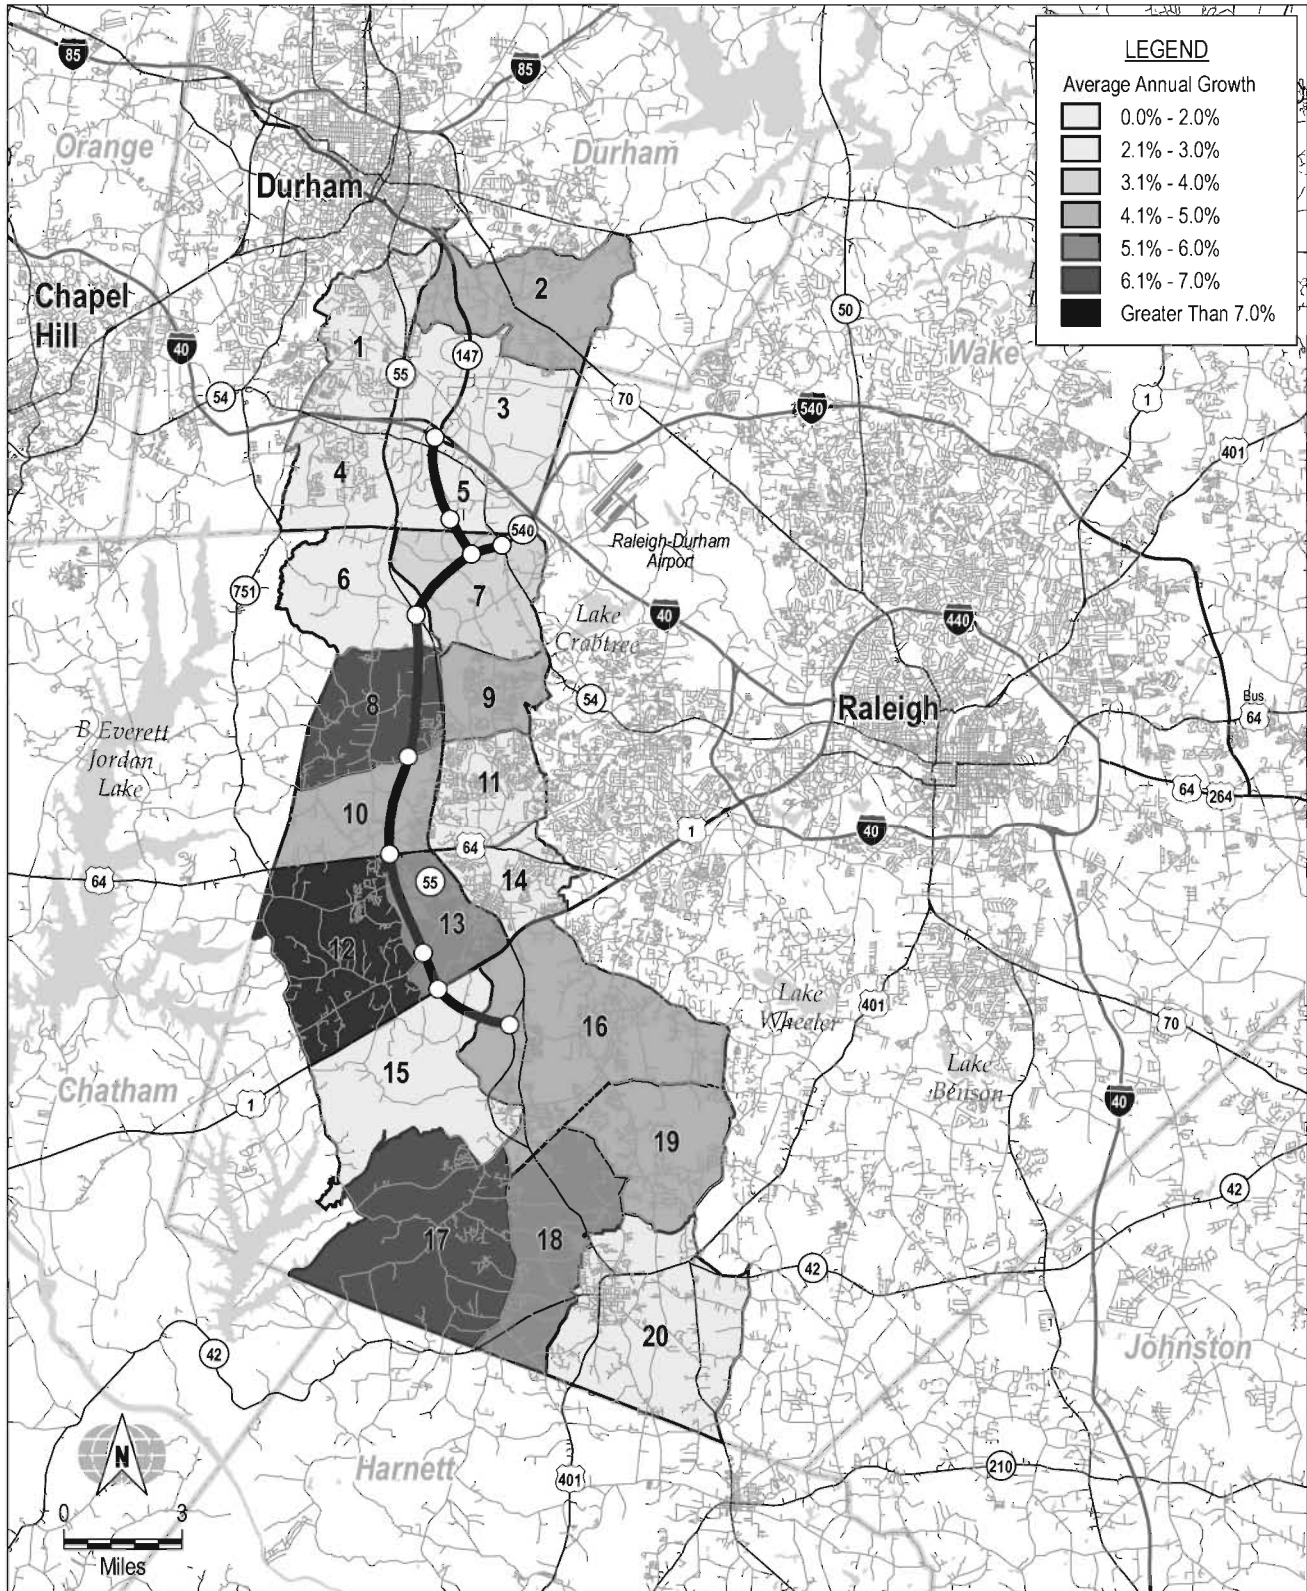 LEGEND
Average Annual Growth
0.0% - 2.0%
2.1% - 3.0%
3.1% - 4.0%
4.1% - 5.0%
5.1% - 6.0%
6.1% - 7.0%
Greater Than 7.0%
85
85
Orange
Durham
Durham
Chapel
Hill
2
50
40
1
147
Wake
55
54
3
70
540
1
401
4
5
540
Raleigh-Durham
Airport
751
6
7
Lake
Crabtree
40
440
8
9
54
Raleigh
Bus.
64
B Everett
Jordan
Lake
11
10
64
264
1
40
64
64
55
14
13
12
Lake
Wheeler
401
16
70
Lake
Benson
15
Chatham
1
40
19
42
17
18
42
20
42
Johnston
N
Harnett
401
210
0
3
Miles